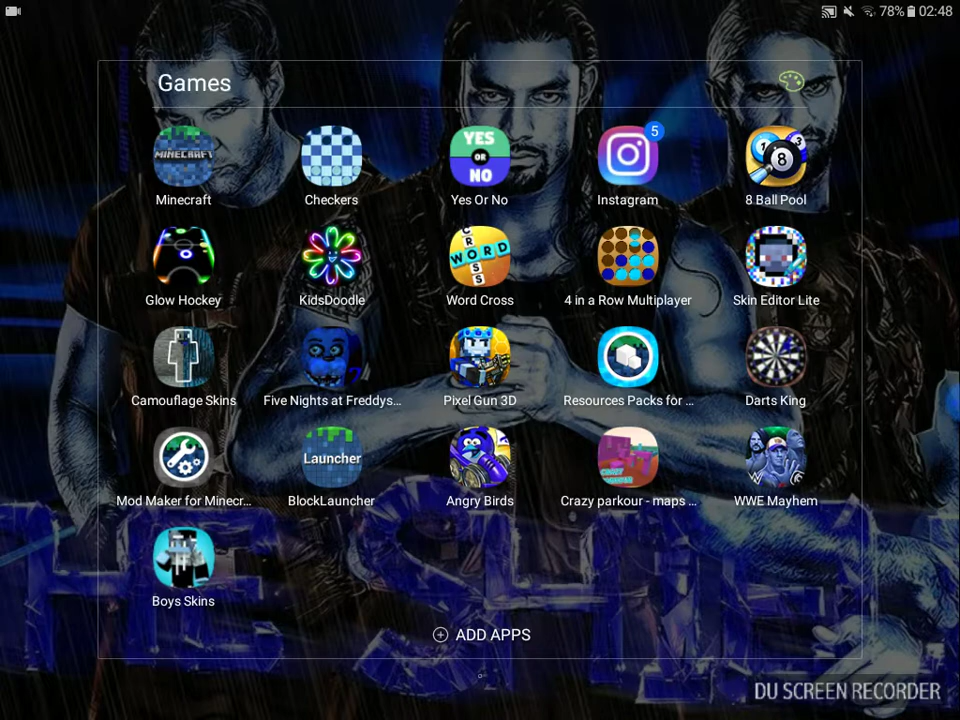 78% 02:48
Games
MINECRAFT
YES
OR
NO
5
1 8 3
Minecraft
Checkers
Yes Or No
Instagram
8 Ball Pool
CROSS
WORD
Glow Hockey
KidsDoodle
Word Cross
4 in a Row Multiplayer
Skin Editor Lite
Camouflage Skins
Five Nights at Freddys...
Pixel Gun 3D
Resources Packs for ...
Darts King
Launcher
Mod Maker for Minecr...
BlockLauncher
Angry Birds
Crazy parkour - maps ...
WWE Mayhem
Boys Skins
ADD APPS
DU SCREEN RECORDER